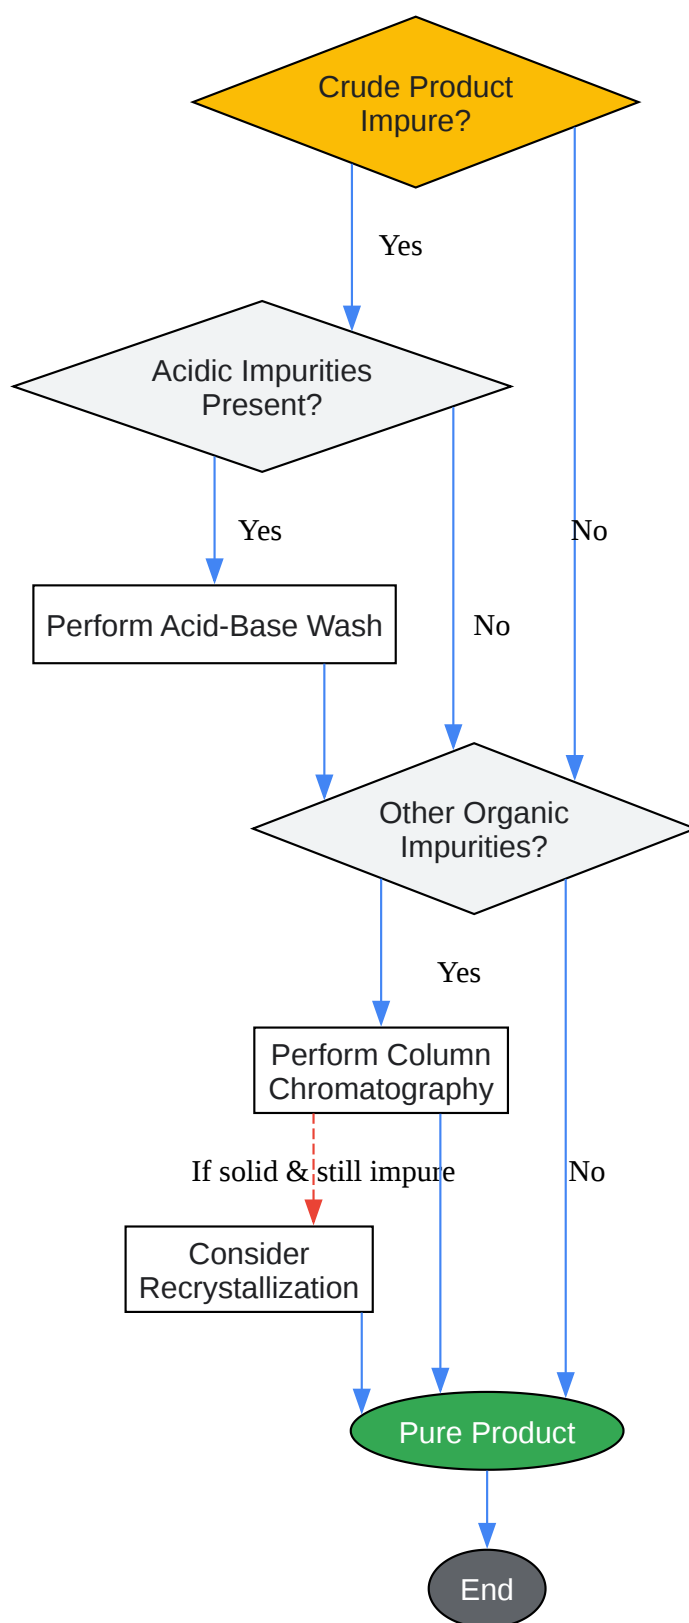 Crude Product
Impure?
Yes
Acidic Impurities
Present?
Yes
No
Perform Acid-Base Wash
No
Other Organic
Impurities?
Yes
Perform Column
Chromatography
If solid & still impure
No
Consider
Recrystallization
Pure Product
End